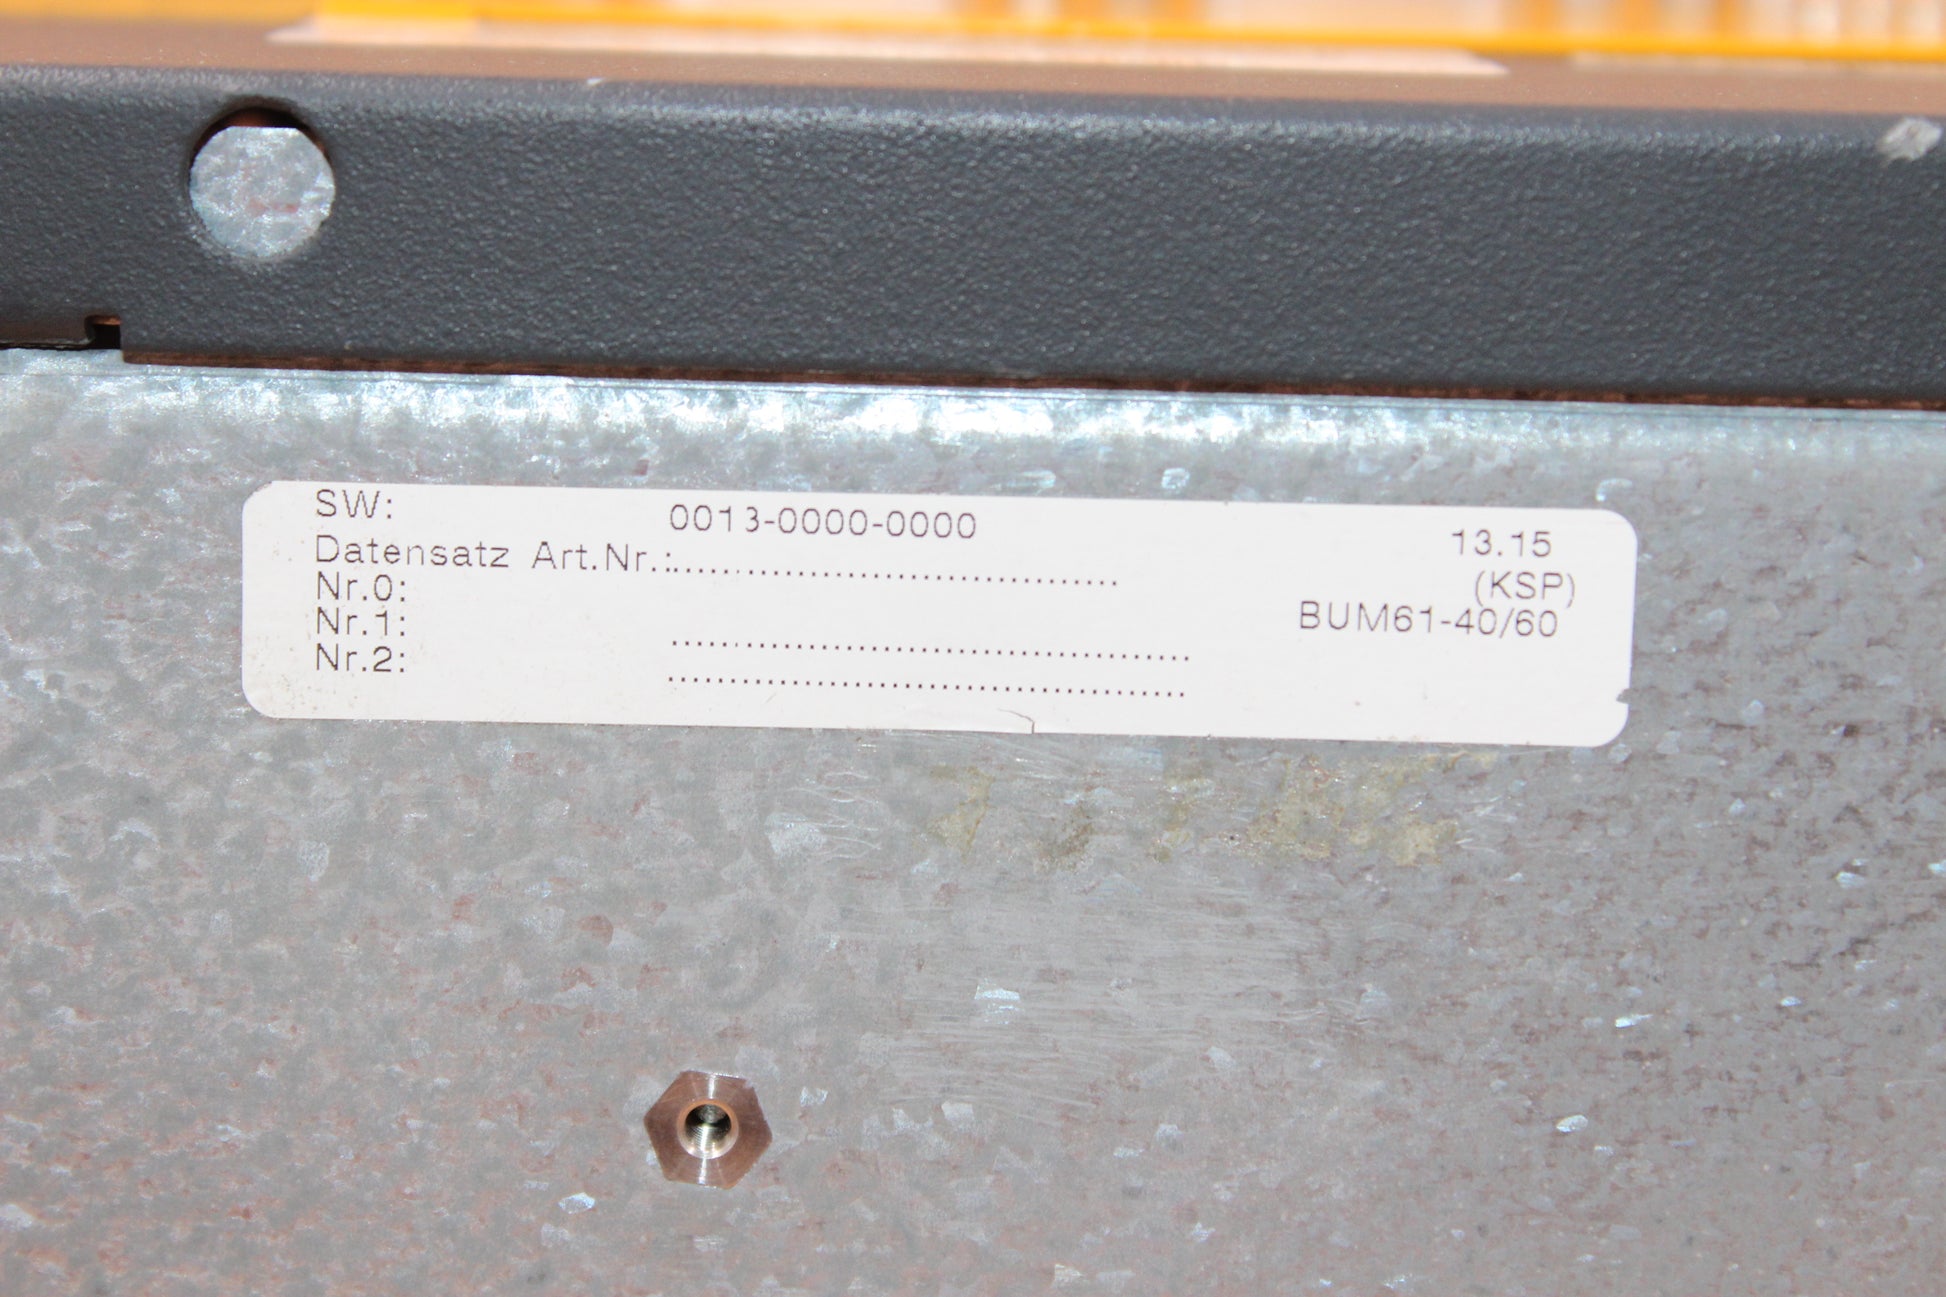 SW: 0013-0000-0000 13.15
Datensatz Art.Nr.:.......................................... (KSP)
Nr.0: BUM61-40/60
Nr.1: ..................................................
Nr.2: ..................................................